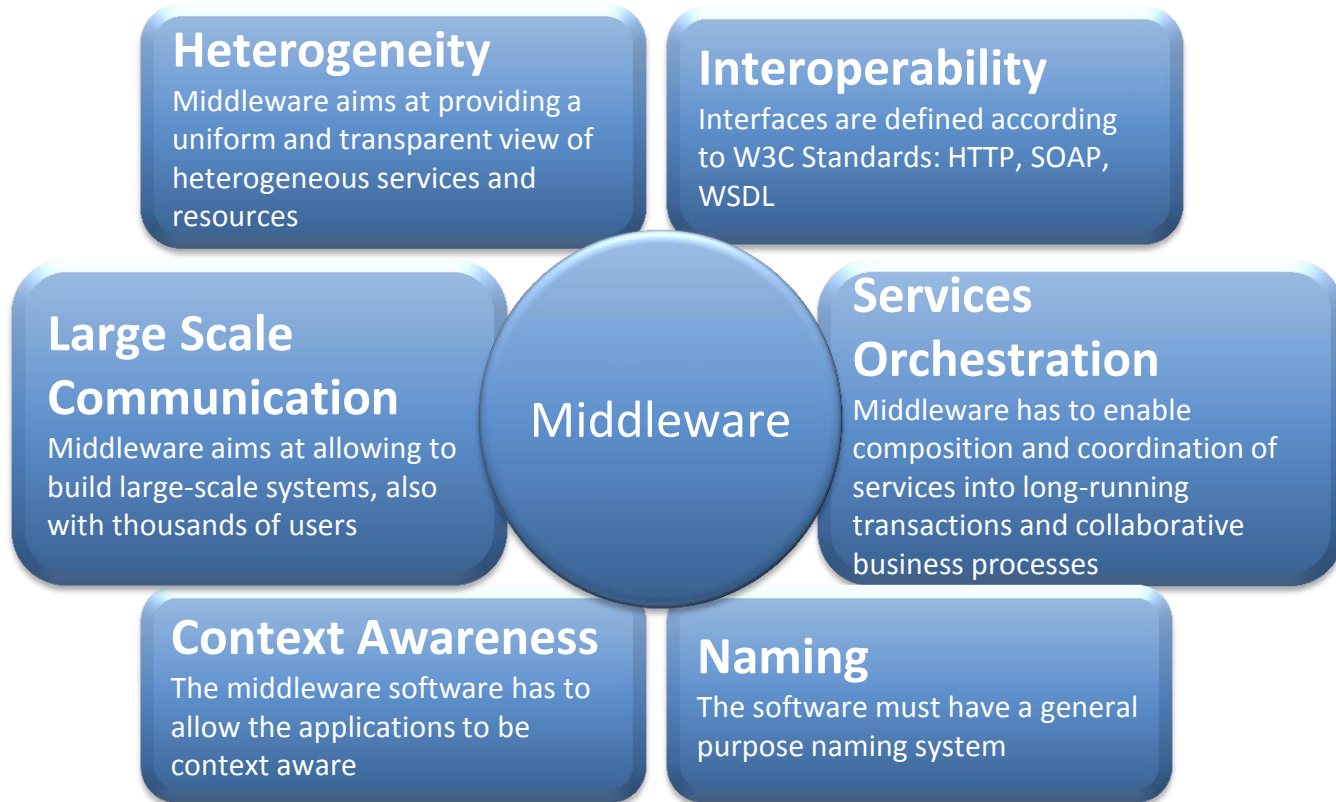 Heterogeneity
Middleware aims at providing a
uniform and transparent view of
heterogeneous services and
resources
Interoperability
Interfaces are defined according
to W3C Standards: HTTP, SOAP,
WSDL
Large Scale
Communication
Middleware aims at allowing to
build large-scale systems, also
with thousands of users
Middleware
Services
Orchestration
Middleware has to enable
composition and coordination of
services into long-running
transactions and collaborative
business processes
Context Awareness
The middleware software has to
allow the applications to be
context aware
Naming
The software must have a general
purpose naming system